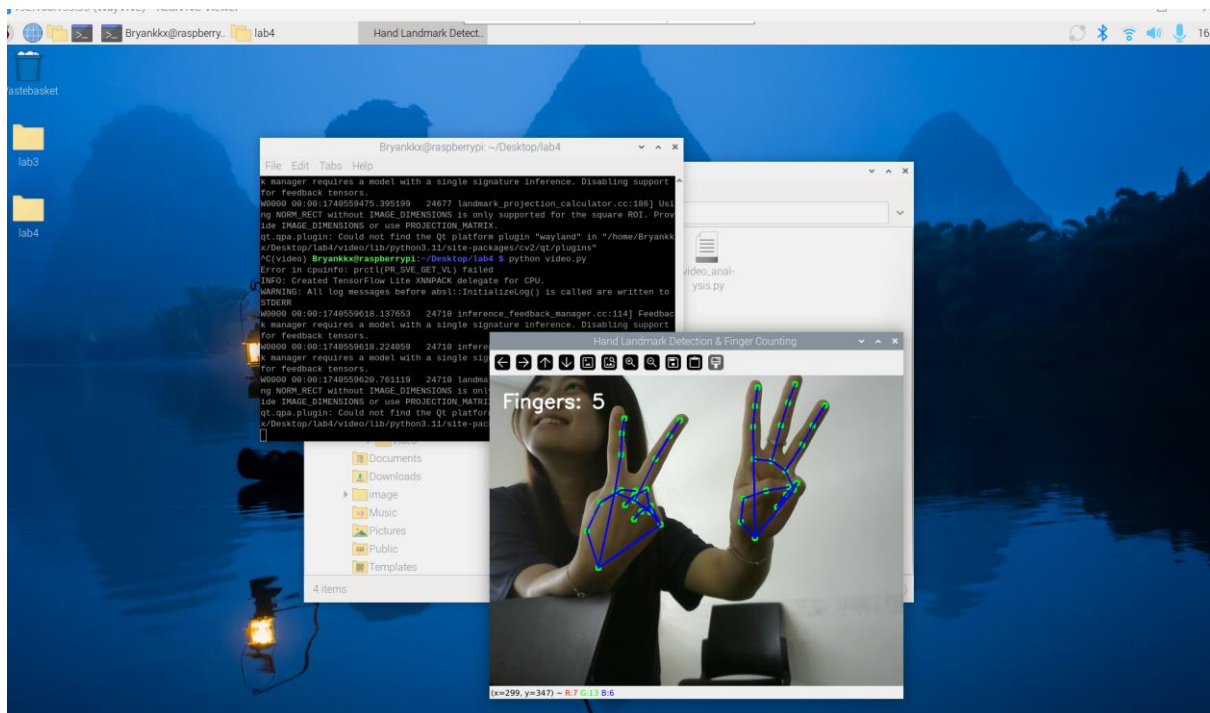 Bryankkx@raspberry..
lab4
Hand Landmark Detect..
16
astebasket
lab3
lab4
Bryankkx@raspberrypi: ~/Desktop/lab4
File Edit Tabs Help
k manager requires a model with a single signature inference. Disabling support
for feedback tensors.
W0000 00:00:1740559475.395199 24677 landmark_projection_calculator.cc:186] Usi
ng NORM_RECT without IMAGE_DIMENSIONS is only supported for the square ROI. Prov
ide IMAGE_DIMENSIONS or use PROJECTION_MATRIX.
qt.qpa.plugin: Could not find the Qt platform plugin "wayland" in "/home/Bryankk
x/Desktop/lab4/video/lib/python3.11/site-packages/cv2/qt/plugins"
^C(video) Bryankkx@raspberrypi:~/Desktop/lab4 $ python video.py
Error in cpuinfo: prctl(PR_SVE_GET_VL) failed
INFO: Created TensorFlow Lite XNNPACK delegate for CPU.
WARNING: All log messages before absl::InitializeLog() is called are written to
STDERR
W0000 00:00:1740559618.137653 24710 inference_feedback_manager.cc:114] Feedbac
k manager requires a model with a single signature inference. Disabling support
for feedback tensors.
W0000 00:00:1740559618.224059 24710 infere
k manager requires a model with a single sig
for feedback tensors.
W0000 00:00:1740559620.761119 24710 landma
ng NORM_RECT without IMAGE_DIMENSIONS is onl
ide IMAGE_DIMENSIONS or use PROJECTION_MATRI
qt.qpa.plugin: Could not find the Qt platfor
x/Desktop/lab4/video/lib/python3.11/site-pac
video_anal-
ysis.py
Documents
Downloads
image
Music
Pictures
Public
Templates
4 items
Hand Landmark Detection & Finger Counting
Fingers: 5
(x=299, y=347) ~ R:7 G:13 B:6